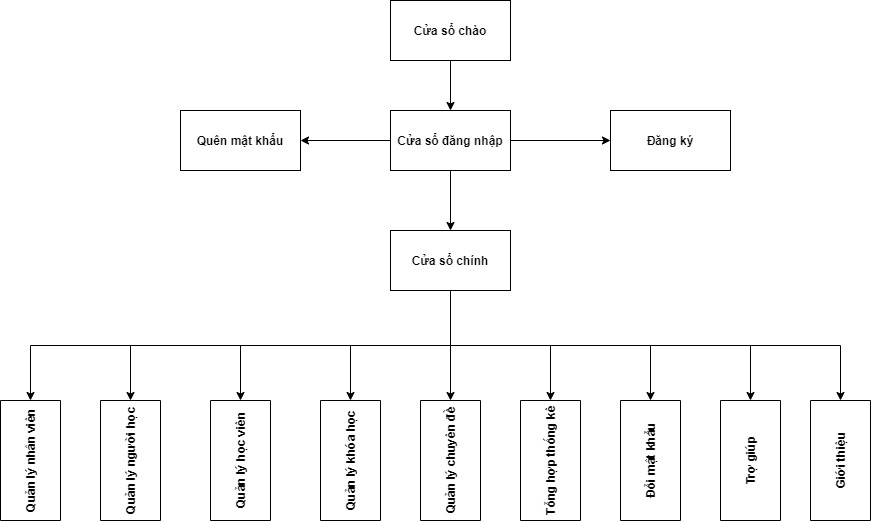 Cửa sổ chào
Quên mật khẩu
Cửa sổ đăng nhập
Đăng ký
Cửa sổ chính
Quản lý nhân viên
Quản lý người học
Quản lý học viên
Quản lý khóa học
Quản lý chuyên đề
Tổng hợp thống kê
Đổi mật khẩu
Trợ giúp
Giới thiệu